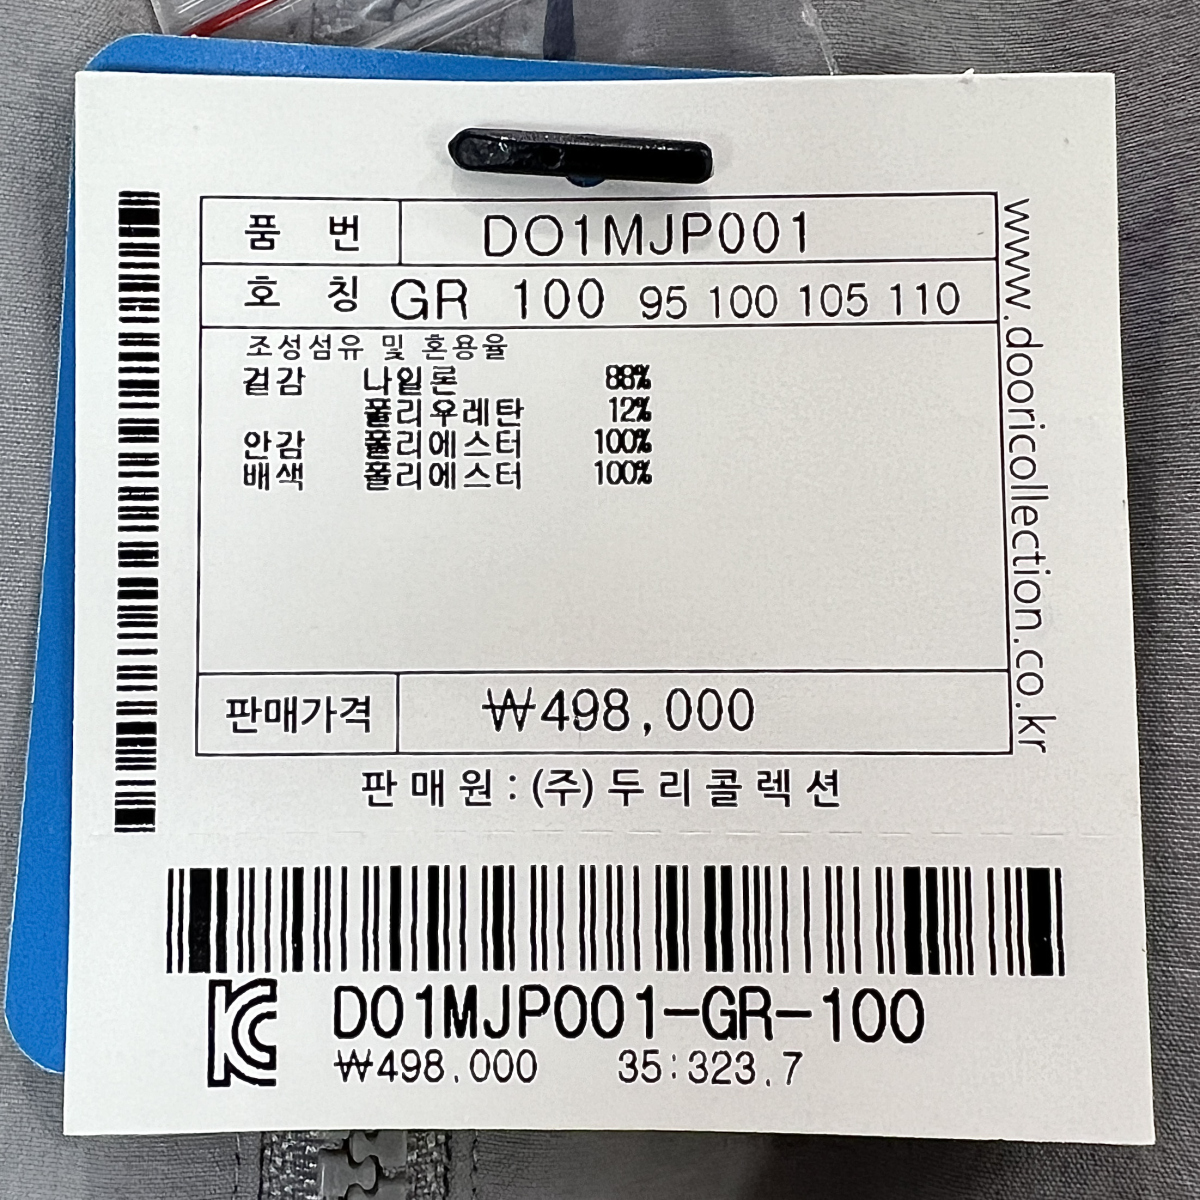 품 번 DO1MJP001
호 칭 GR 100 95 100 105 110
조성섬유 및 혼용율
겉감 나일론 88%
폴리우레탄 12%
안감 폴리에스터 100%
배색 폴리에스터 100%
판매가격 ₩498,000
판매원 : (주) 두리콜렉션
www.dooricollection.co.kr
KC DO1MJP001-GR-100
₩498,000 35:323.7